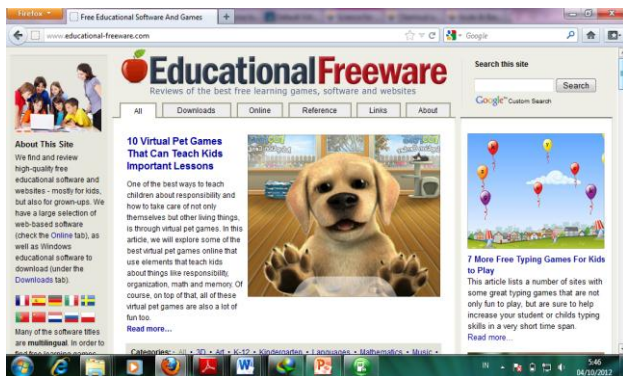 Firefox
Free Educational Software And Games
www.educational-freeware.com
Google
EducationalFreeware
Reviews of the best free learning games, software and websites
All
Downloads
Online
Reference
Links
About
About This Site
We find and review
high-quality free
educational software and
websites - mostly for kids,
but also for grown-ups. We
have a large selection of
web-based software
(check the Online tab), as
well as Windows
educational software to
download (under the
Downloads tab).
Many of the software titles
are multilingual. In order to
find free learning games
10 Virtual Pet Games
That Can Teach Kids
Important Lessons
One of the best ways to teach
children about responsibility and
how to take care of not only
themselves but other living things,
is through virtual pet games. In this
article, we will explore some of the
best virtual pet games online that
use elements that teach kids
about things like responsibility,
organization, math and memory. Of
course, on top of that, all of these
virtual pet games are also a lot of
fun too.
Read more...
Categories: • All • 3D • Art • K-12 • Kindergarden • Languages • Mathematics • Music •
Search this site
Search
Google™ Custom Search
7 More Free Typing Games For Kids
to Play
This article lists a number of sites with
some great typing games that are not
only fun to play, but are sure to help
increase your student or childs typing
skills in a very short time span.
Read more...
IN
5:46
04/10/2012